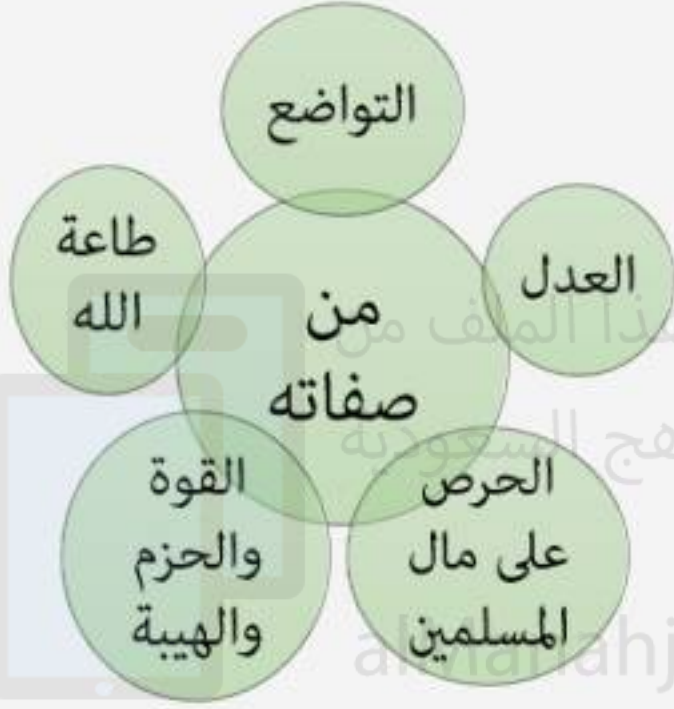 التواضع
العدل
طاعة
الله
من
صفاته
الحرص
على مال
المسلمين
القوة
والحزم
والهيبة